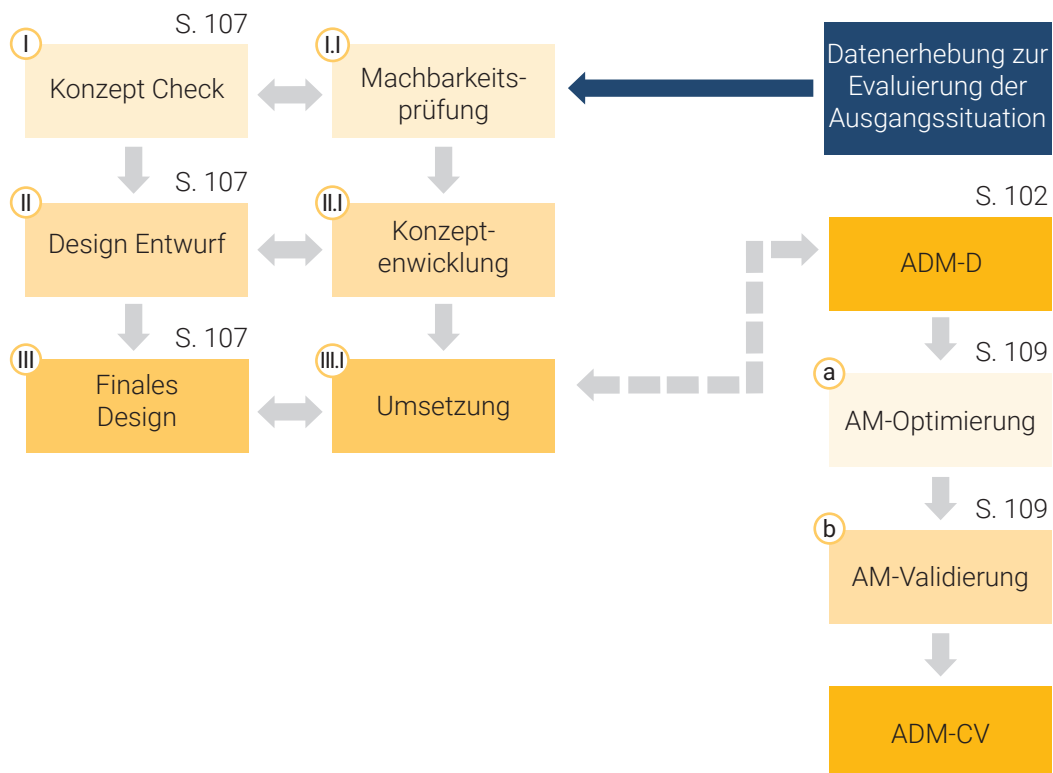 S. 107
I
Konzept Check
I.I
Machbarkeits-
prüfung
Datenerhebung zur
Evaluierung der
Ausgangssituation
S. 107
II
Design Entwurf
II.I
Konzept-
enwicklung
S. 102
ADM-D
S. 107
III
Finales
Design
III.I
Umsetzung
S. 109
a
AM-Optimierung
S. 109
b
AM-Validierung
ADM-CV